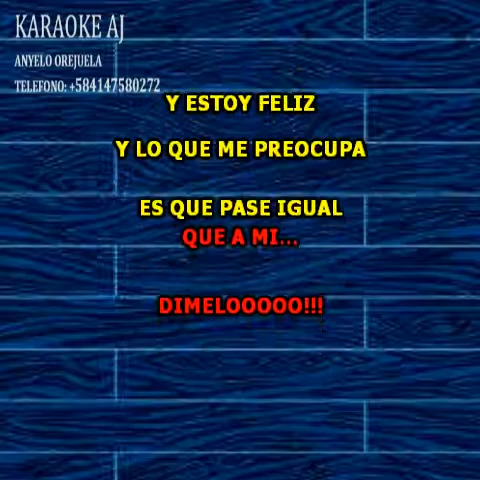 KARAOKE AJ
ANYELO OREJUELA
TELEFONO: +584147580272
Y ESTOY FELIZ
Y LO QUE ME PREOCUPA
ES QUE PASE IGUAL
QUE A MI...
DIMELOOOOO!!!